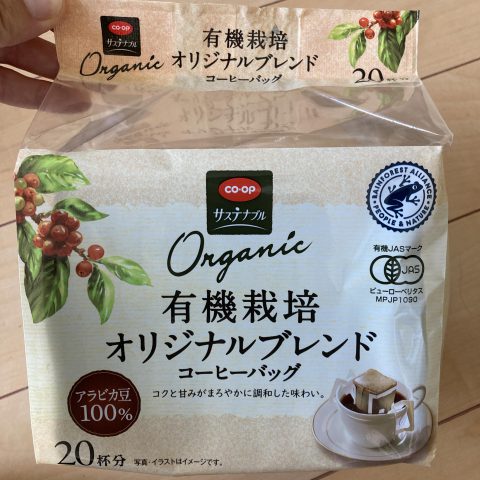 CO·OP
サステナブル
Organic
有機栽培
オリジナルブレンド
コーヒーバッグ
20杯分
CO·OP
サステナブル
Organic
有機栽培
オリジナルブレンド
コーヒーバッグ
コクと甘みがまろやかに調和した味わい。
RAINFOREST ALLIANCE
PEOPLE & NATURE
有機JASマーク
JAS
ビューローベリタス
MPJP1090
アラビカ豆
100%
20杯分
写真・イラストはイメージです。